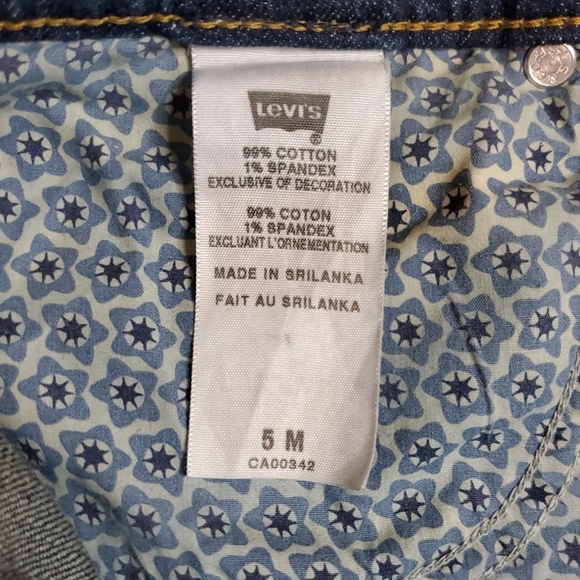 Levi's
®
99% COTTON
1% SPANDEX
EXCLUSIVE OF DECORATION
99% COTON
1% SPANDEX
EXCLUANT L'ORNEMENTATION
MADE IN SRILANKA
FAIT AU SRILANKA
5 M
CA00342